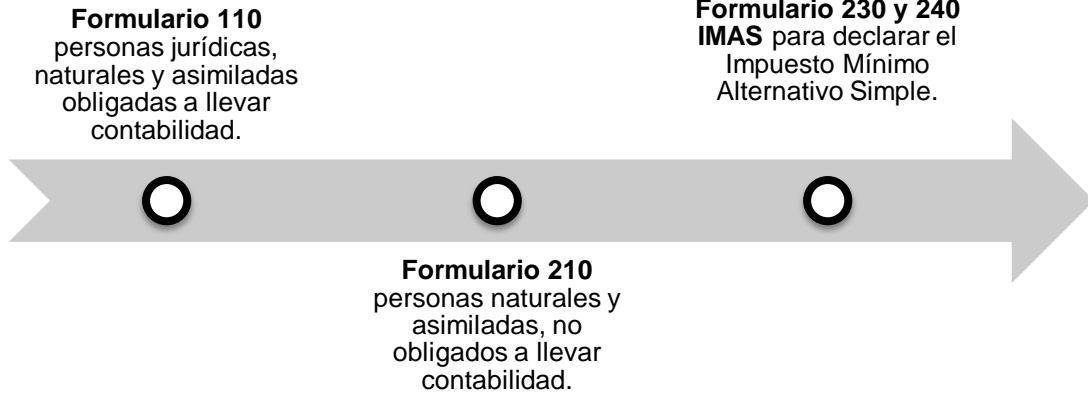 Formulario 110
personas jurídicas,
naturales y asimiladas
obligadas a llevar
contabilidad.
Formulario 210
personas naturales y
asimiladas, no
obligados a llevar
contabilidad.
Formulario 230 y 240
IMAS para declarar el
Impuesto Mínimo
Alternativo Simple.